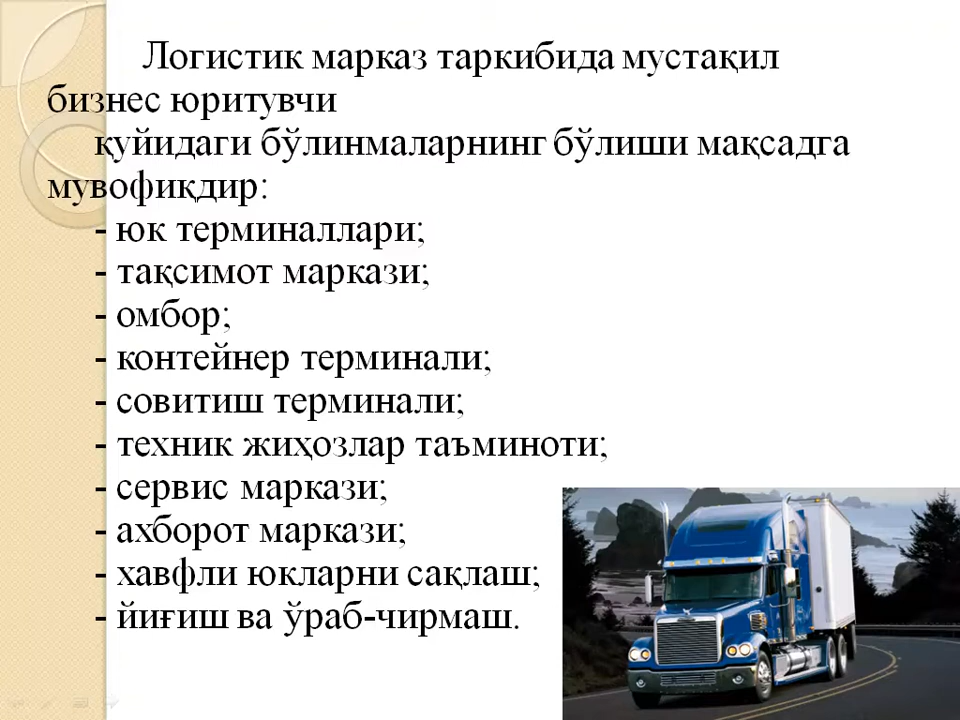 Логистик марказ таркибида мустақил
бизнес юритувчи
қуйидаги бўлинмаларнинг бўлиши мақсадга
мувофиқдир:
- юк терминаллари;
- тақсимот маркази;
- омбор;
- контейнер терминали;
- совитиш терминали;
- техник жиҳозлар таъминоти;
- сервис маркази;
- ахборот маркази;
- хавфли юкларни сақлаш;
- йиғиш ва ўраб-чирмаш.